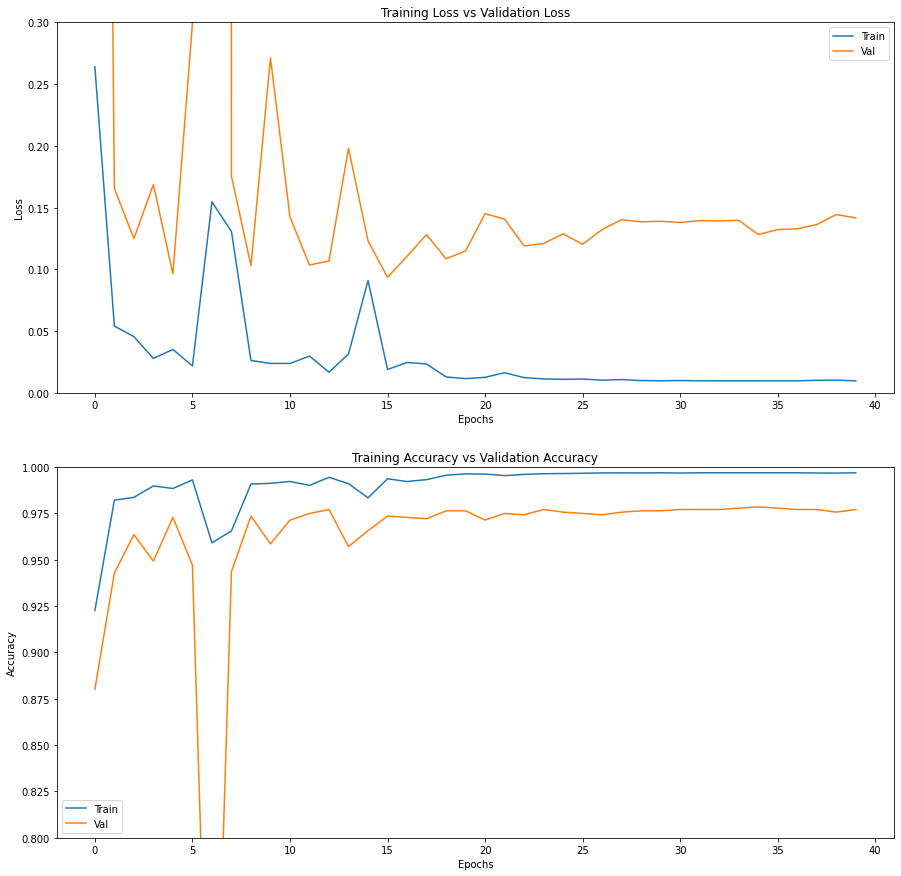 Training Loss vs Validation Loss
Train
Val
0.30
0.25
0.20
0.15
0.10
0.05
0.00
Loss
0 5 10 15 20 25 30 35 40
Epochs
Training Accuracy vs Validation Accuracy
1.000
0.975
0.950
0.925
0.900
0.875
0.850
0.825
0.800
Accuracy
Train
Val
0 5 10 15 20 25 30 35 40
Epochs